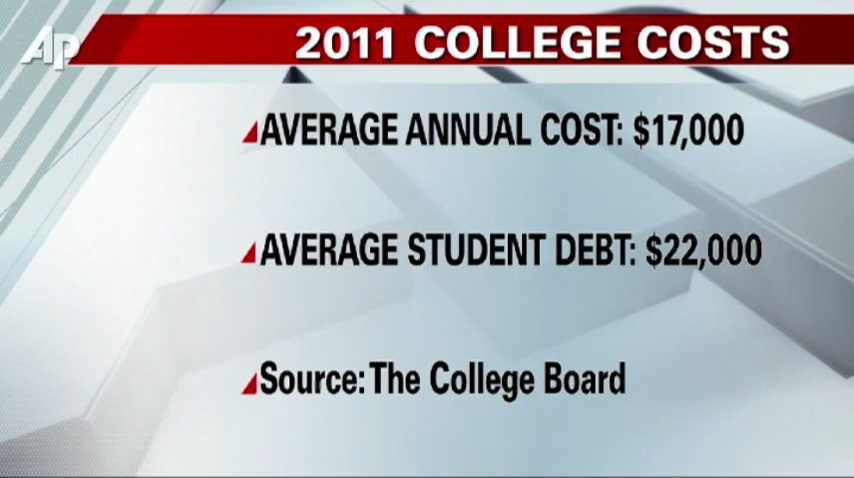 AP
2011 COLLEGE COSTS
AVERAGE ANNUAL COST: $17,000
AVERAGE STUDENT DEBT: $22,000
Source: The College Board